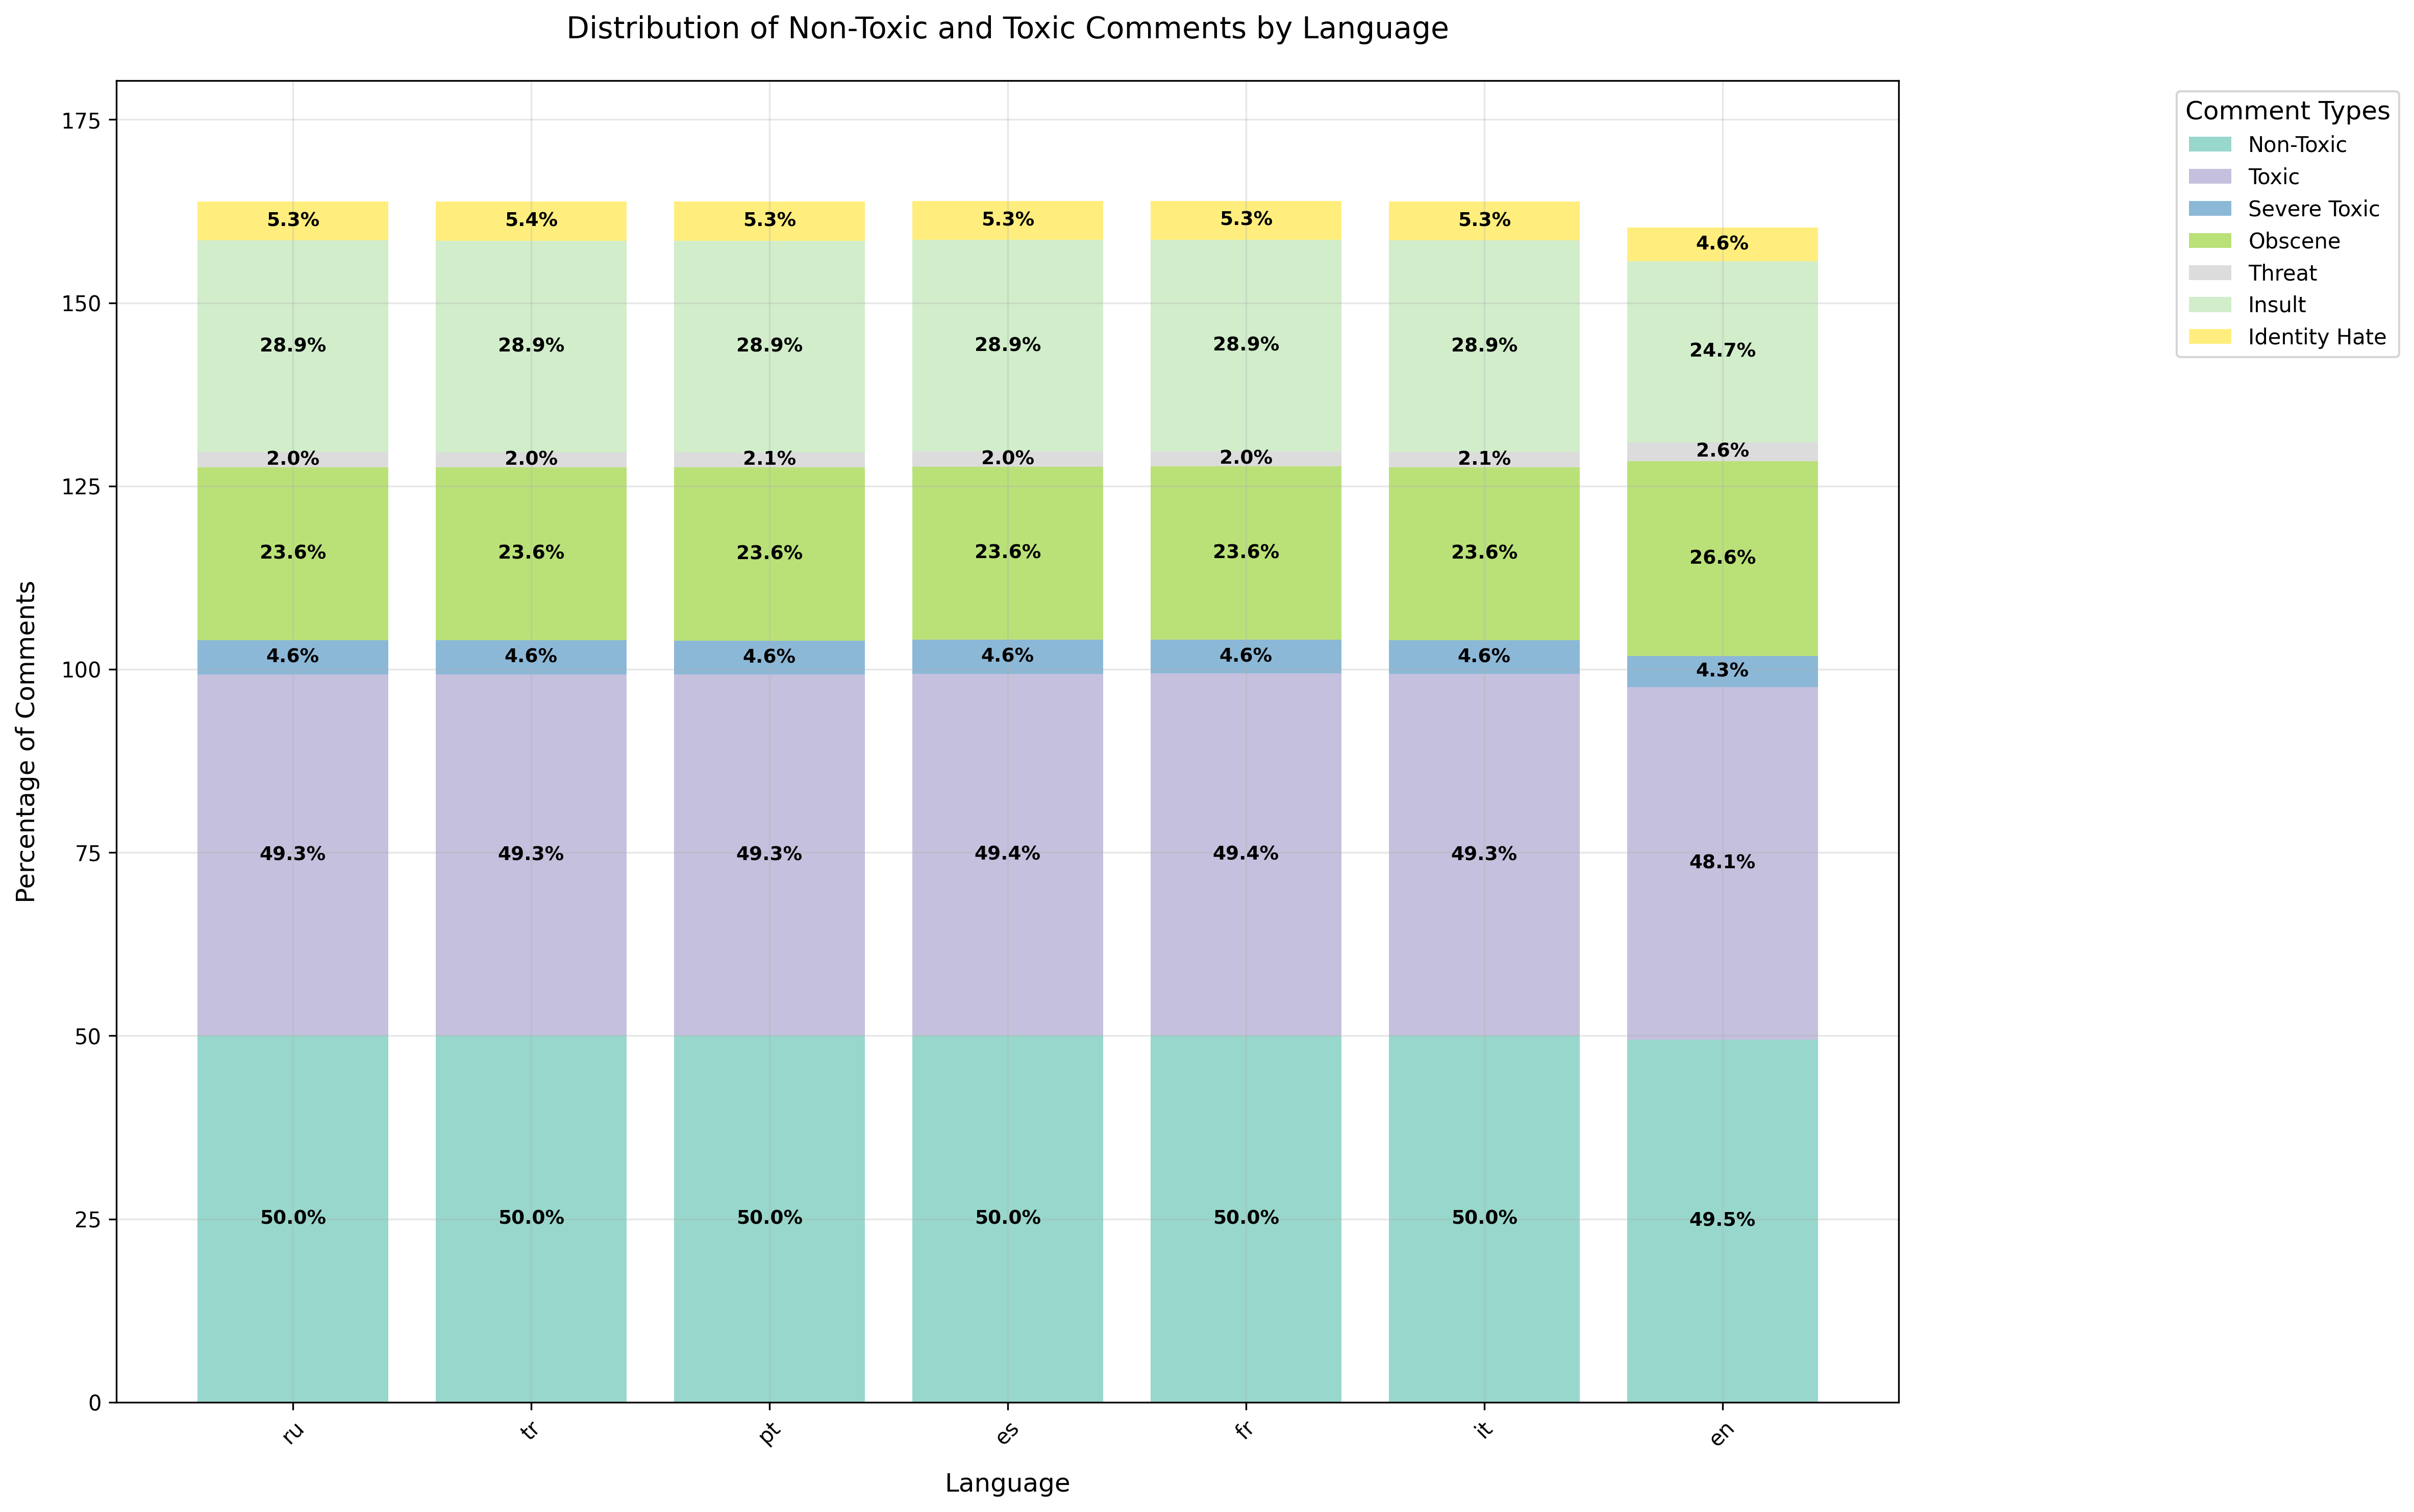 Distribution of Non-Toxic and Toxic Comments by Language
Percentage of Comments
175
150
125
100
75
50
25
0
5.3% 5.4% 5.3% 5.3% 5.3% 5.3% 4.6%
28.9% 28.9% 28.9% 28.9% 28.9% 28.9% 24.7%
2.0% 2.0% 2.1% 2.0% 2.0% 2.1% 2.6%
23.6% 23.6% 23.6% 23.6% 23.6% 23.6% 26.6%
4.6% 4.6% 4.6% 4.6% 4.6% 4.6% 4.3%
49.3% 49.3% 49.3% 49.4% 49.4% 49.3% 48.1%
50.0% 50.0% 50.0% 50.0% 50.0% 50.0% 49.5%
ru tr pt es fr it en
Language
Comment Types
Non-Toxic
Toxic
Severe Toxic
Obscene
Threat
Insult
Identity Hate